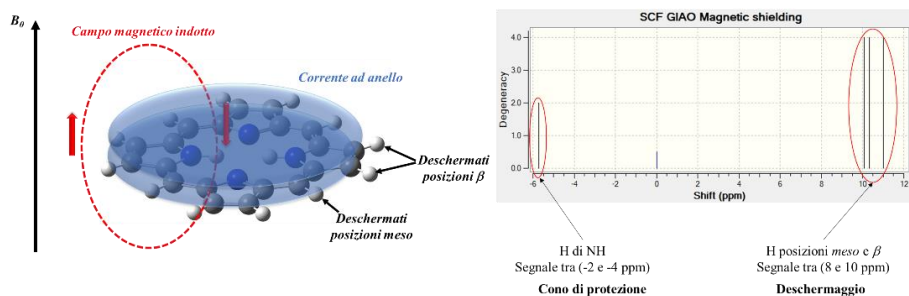 B₀
Campo magnetico indotto
Corrente ad anello
Deschermati
posizioni β
Deschermati
posizioni meso
SCF GIAO Magnetic shielding
Degeneracy
4.0
3.0
2.0
1.0
0.0
-6 -4 -2 0 2 4 6 8 10 12
Shift (ppm)
H di NH
Segnale tra (-2 e -4 ppm)
Cono di protezione
H posizioni meso e β
Segnale tra (8 e 10 ppm)
Deschermaggio